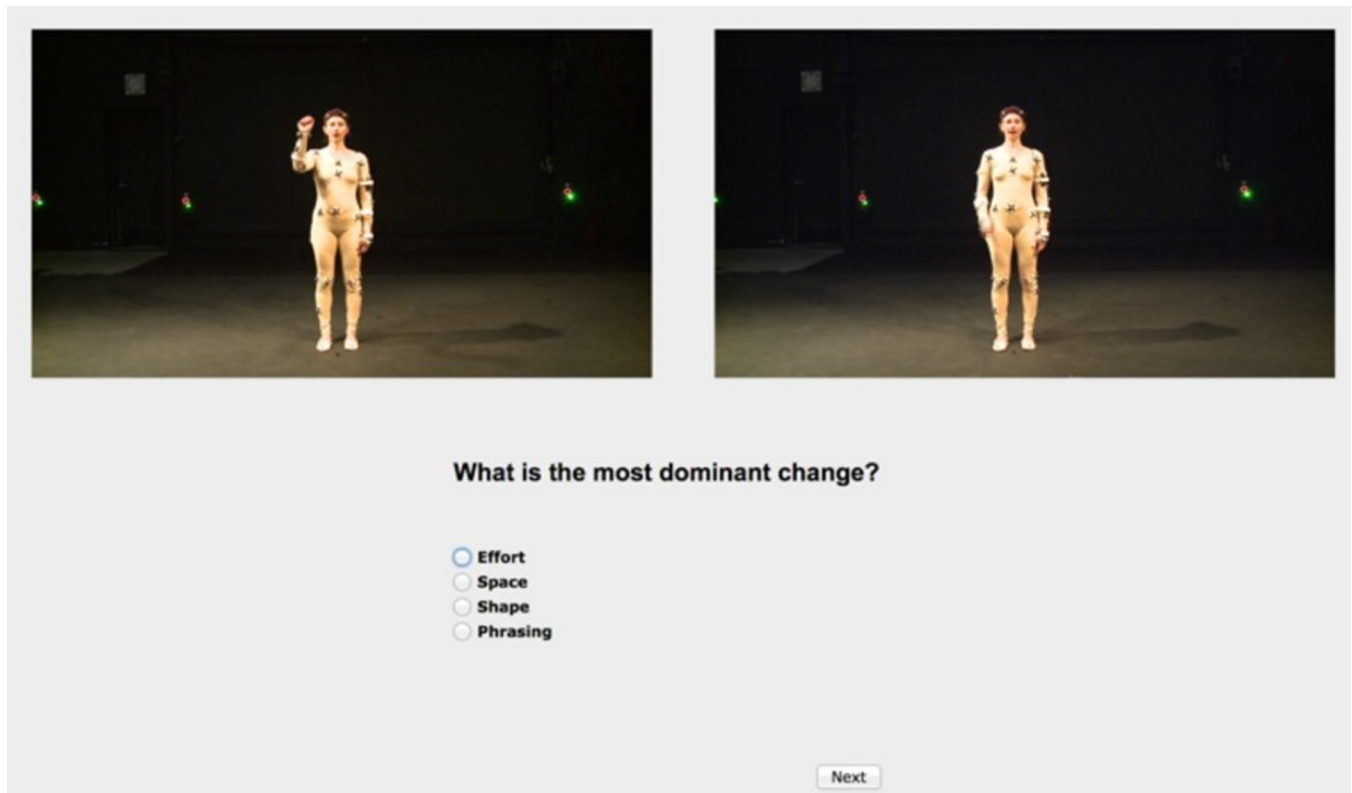 What is the most dominant change?
Effort
Space
Shape
Phrasing
Next